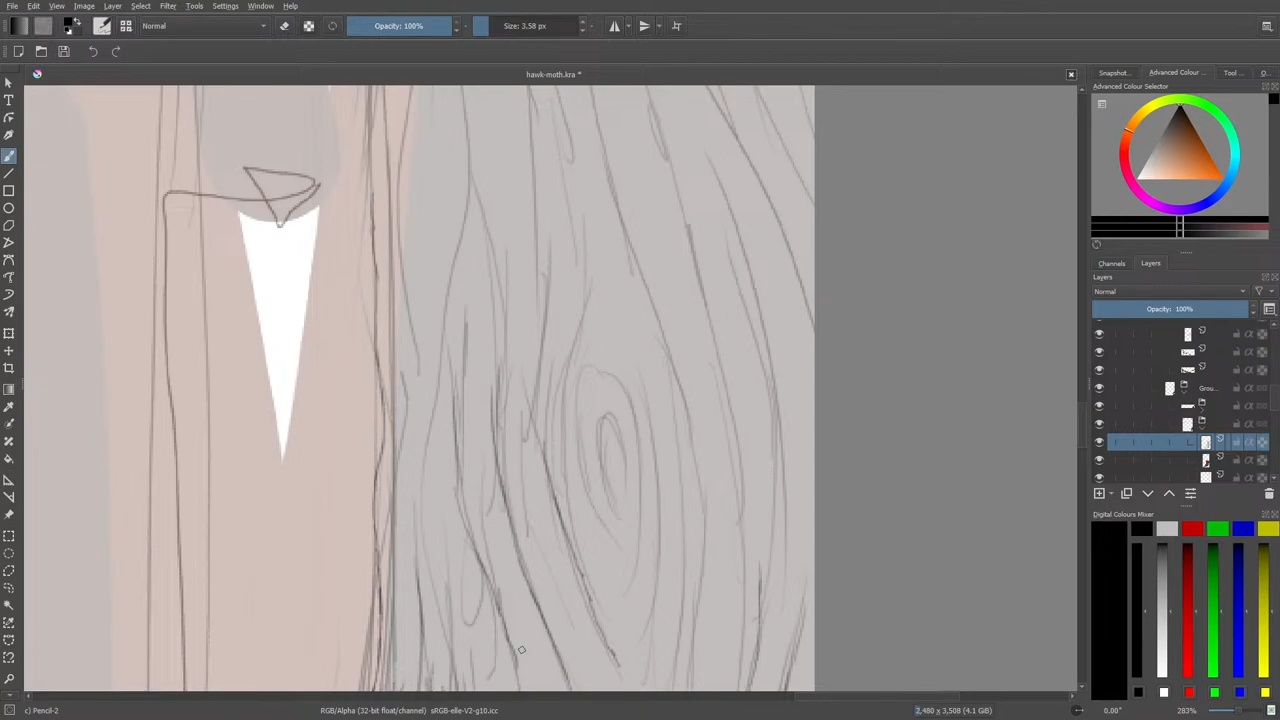 File Edit View Image Layer Select Filter Tools Settings Window Help
Normal Opacity: 100% Size: 3.58 px
hawk-moth.kra *
Snapshot... Advanced Colour ... Tool ... O...
Advanced Colour Selector
Channels Layers
Layers
Normal
Opacity: 100%
Grou...
Digital Colours Mixer
c) Pencil-2 RGB/Alpha (32-bit float/channel) sRGB-elle-V2-g10.icc 2,480 x 3,508 (4.1 GiB) 0.00° 283%